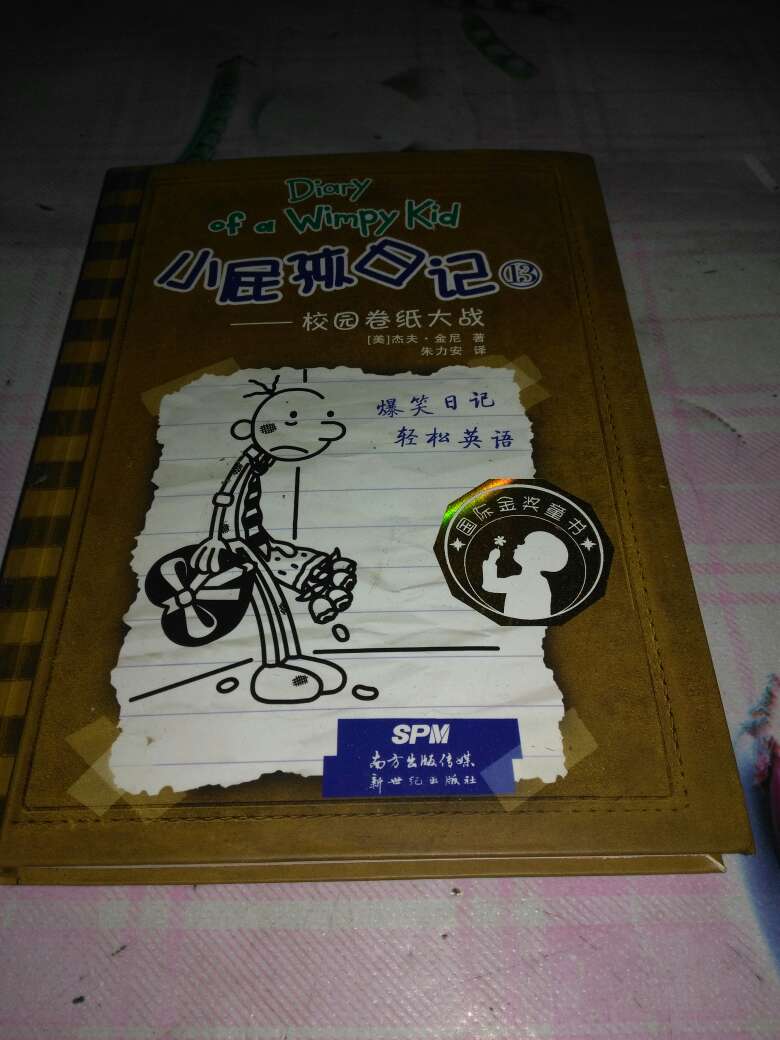 Diary
of a Wimpy Kid
小屁孩日记⑬
——校园卷纸大战
[美]杰夫·金尼 著
朱力安 译
爆笑日记
轻松英语
国际金奖童书
SPM
南方出版传媒
新世纪出版社